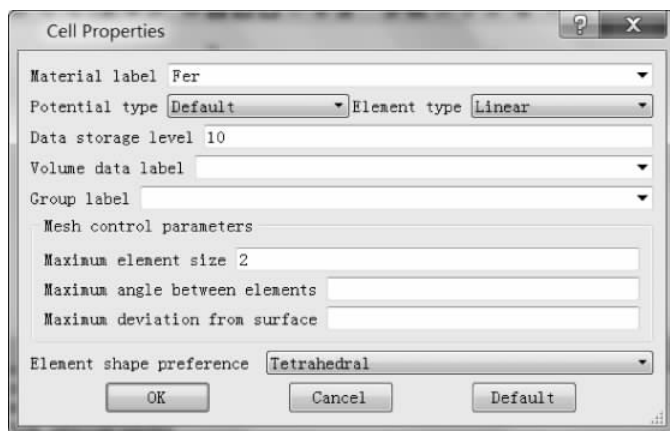 Cell Properties
Material label Fer
Potential type Default Element type Linear
Data storage level 10
Volume data label
Group label
Mesh control parameters
Maximum element size 2
Maximum angle between elements
Maximum deviation from surface
Element shape preference Tetrahedral
OK Cancel Default